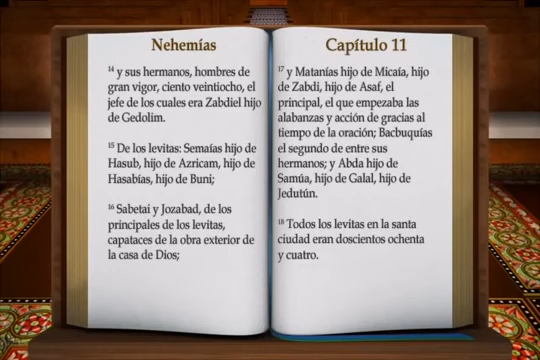 Nehemías
14 y sus hermanos, hombres de
gran vigor, ciento veintiocho, el
jefe de los cuales era Zabdiel hijo
de Gedolim.
15 De los levitas: Semaías hijo de
Hasub, hijo de Azricam, hijo de
Hasabías, hijo de Buni;
16 Sabetai y Jozabad, de los
principales de los levitas,
capataces de la obra exterior de
la casa de Dios;
Capítulo 11
17 y Matanías hijo de Micaía, hijo
de Zabdi, hijo de Asaf, el
principal, el que empezaba las
alabanzas y acción de gracias al
tiempo de la oración; Bacbuquías
el segundo de entre sus
hermanos; y Abda hijo de
Samúa, hijo de Galal, hijo de
Jedutún.
18 Todos los levitas en la santa
ciudad eran doscientos ochenta
y cuatro.